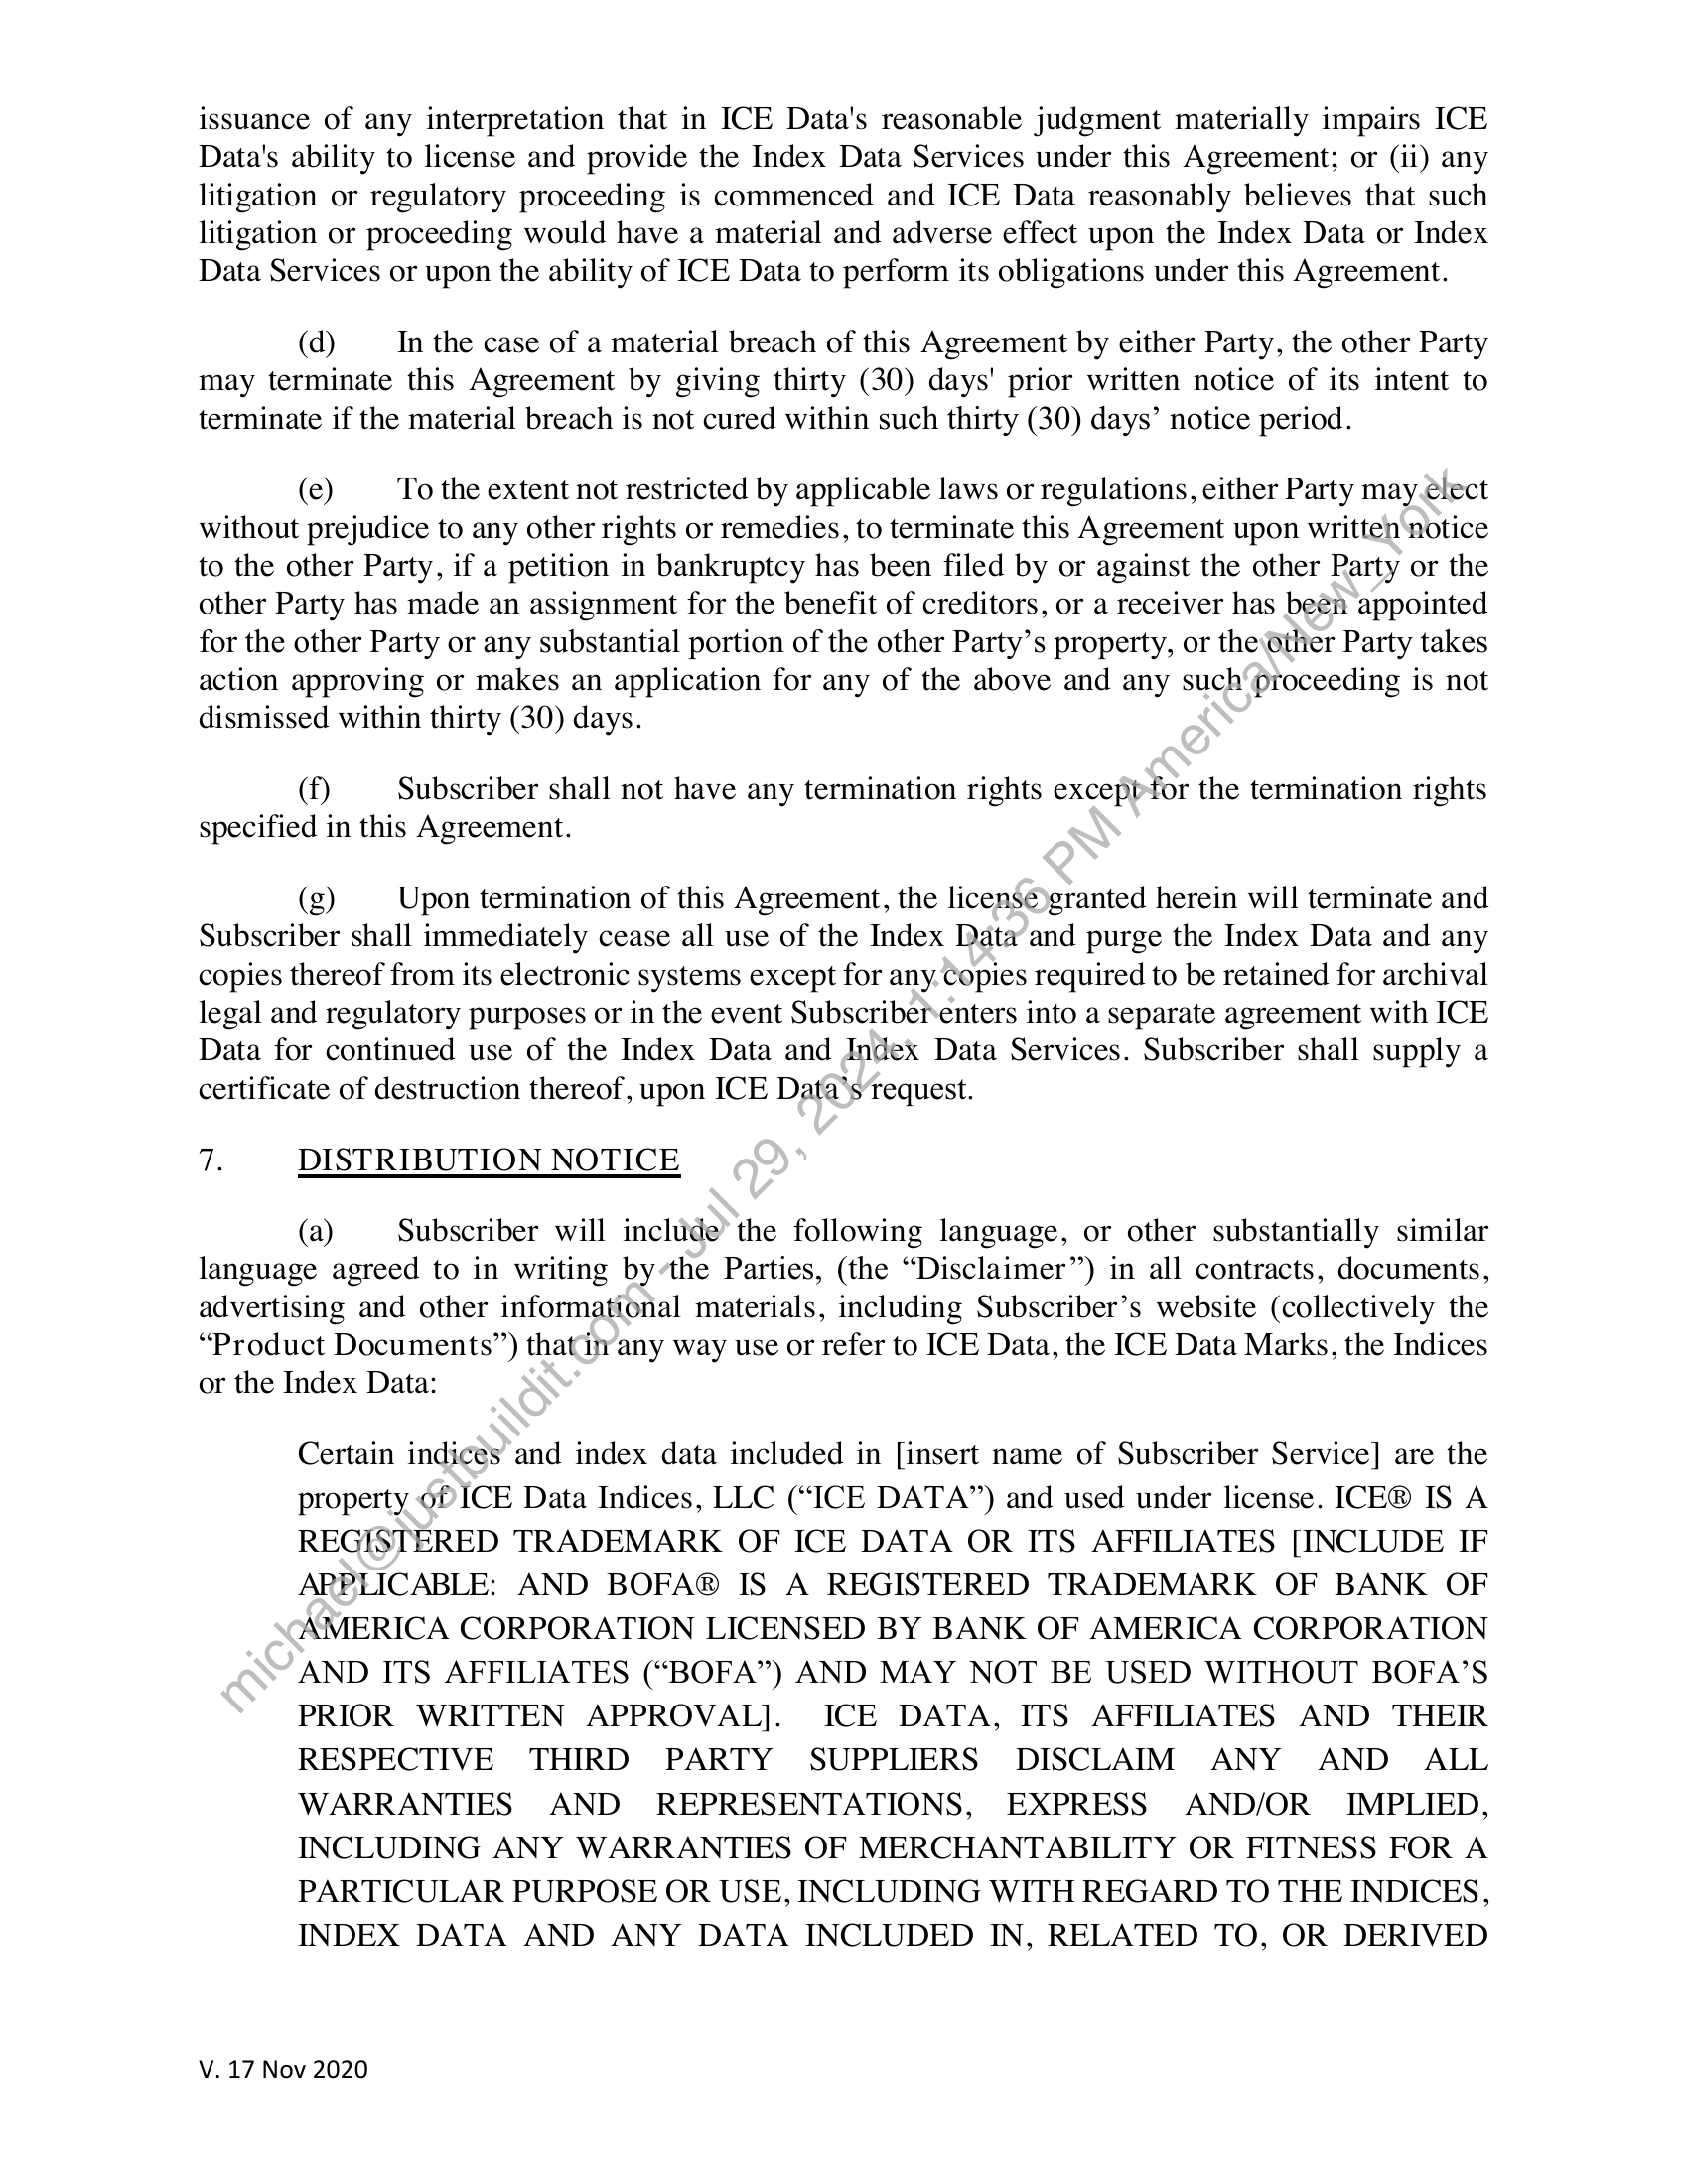 issuance of any interpretation that in ICE Data's reasonable judgment materially impairs ICE
Data's ability to license and provide the Index Data Services under this Agreement; or (ii) any
litigation or regulatory proceeding is commenced and ICE Data reasonably believes that such
litigation or proceeding would have a material and adverse effect upon the Index Data or Index
Data Services or upon the ability of ICE Data to perform its obligations under this Agreement.
(d) In the case of a material breach of this Agreement by either Party, the other Party
may terminate this Agreement by giving thirty (30) days' prior written notice of its intent to
terminate if the material breach is not cured within such thirty (30) days’ notice period.
(e) To the extent not restricted by applicable laws or regulations, either Party may elect
without prejudice to any other rights or remedies, to terminate this Agreement upon written notice
to the other Party, if a petition in bankruptcy has been filed by or against the other Party or the
other Party has made an assignment for the benefit of creditors, or a receiver has been appointed
for the other Party or any substantial portion of the other Party’s property, or the other Party takes
action approving or makes an application for any of the above and any such proceeding is not
dismissed within thirty (30) days.
(f) Subscriber shall not have any termination rights except for the termination rights
specified in this Agreement.
(g) Upon termination of this Agreement, the license granted herein will terminate and
Subscriber shall immediately cease all use of the Index Data and purge the Index Data and any
copies thereof from its electronic systems except for any copies required to be retained for archival
legal and regulatory purposes or in the event Subscriber enters into a separate agreement with ICE
Data for continued use of the Index Data and Index Data Services. Subscriber shall supply a
certificate of destruction thereof, upon ICE Data’s request.
7. DISTRIBUTION NOTICE
(a) Subscriber will include the following language, or other substantially similar
language agreed to in writing by the Parties, (the “Disclaimer”) in all contracts, documents,
advertising and other informational materials, including Subscriber’s website (collectively the
“Product Documents”) that in any way use or refer to ICE Data, the ICE Data Marks, the Indices
or the Index Data:
Certain indices and index data included in [insert name of Subscriber Service] are the
property of ICE Data Indices, LLC (“ICE DATA”) and used under license. ICE® IS A
REGISTERED TRADEMARK OF ICE DATA OR ITS AFFILIATES [INCLUDE IF
APPLICABLE: AND BOFA® IS A REGISTERED TRADEMARK OF BANK OF
AMERICA CORPORATION LICENSED BY BANK OF AMERICA CORPORATION
AND ITS AFFILIATES (“BOFA”) AND MAY NOT BE USED WITHOUT BOFA’S
PRIOR WRITTEN APPROVAL]. ICE DATA, ITS AFFILIATES AND THEIR
RESPECTIVE THIRD PARTY SUPPLIERS DISCLAIM ANY AND ALL
WARRANTIES AND REPRESENTATIONS, EXPRESS AND/OR IMPLIED,
INCLUDING ANY WARRANTIES OF MERCHANTABILITY OR FITNESS FOR A
PARTICULAR PURPOSE OR USE, INCLUDING WITH REGARD TO THE INDICES,
INDEX DATA AND ANY DATA INCLUDED IN, RELATED TO, OR DERIVED
V. 17 Nov 2020
michael@justbuildit.com - Jul 29, 2024, 1:14:36 PM America/New_York